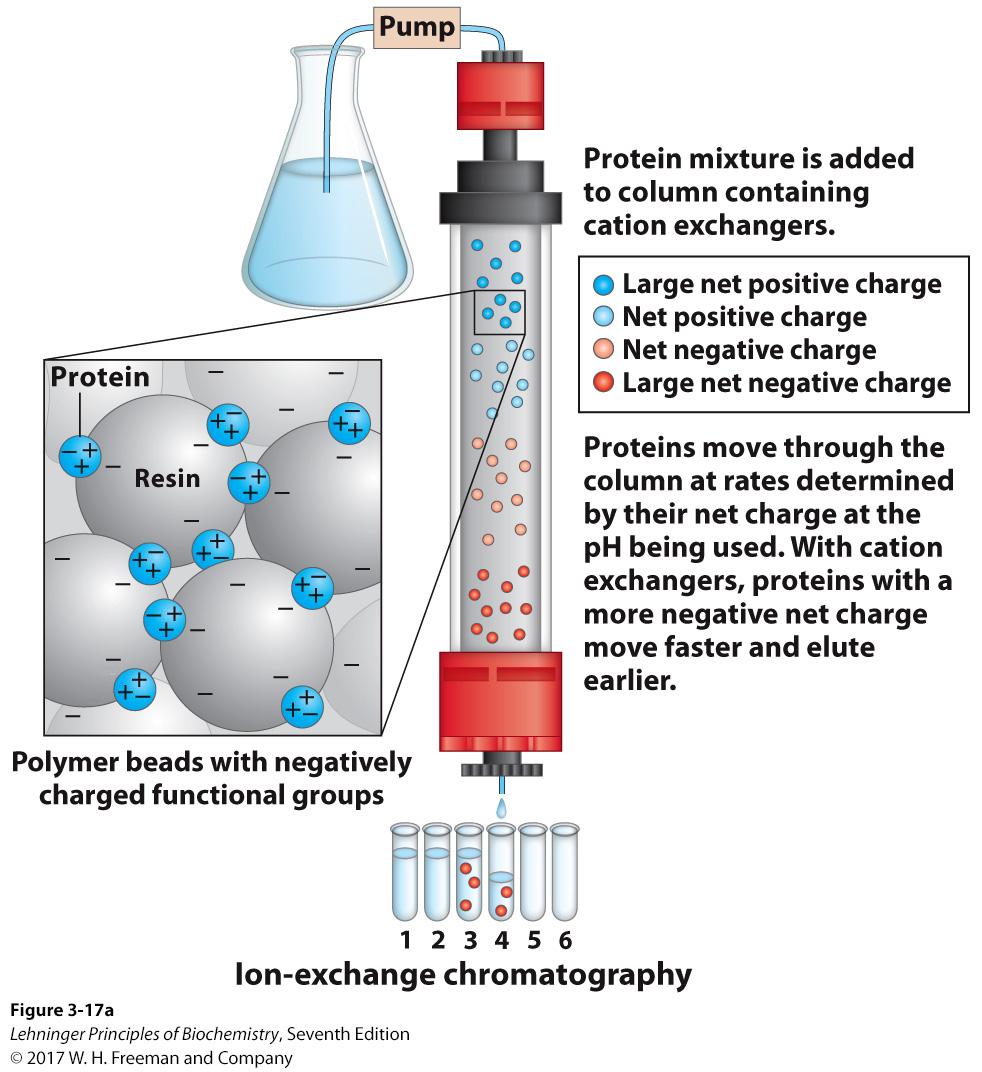 Pump
Protein mixture is added
to column containing
cation exchangers.
Large net positive charge
Net positive charge
Net negative charge
Large net negative charge
Proteins move through the
column at rates determined
by their net charge at the
pH being used. With cation
exchangers, proteins with a
more negative net charge
move faster and elute
earlier.
Protein
Resin
Polymer beads with negatively
charged functional groups
1 2 3 4 5 6
Ion-exchange chromatography
Figure 3-17a
Lehninger Principles of Biochemistry, Seventh Edition
© 2017 W. H. Freeman and Company